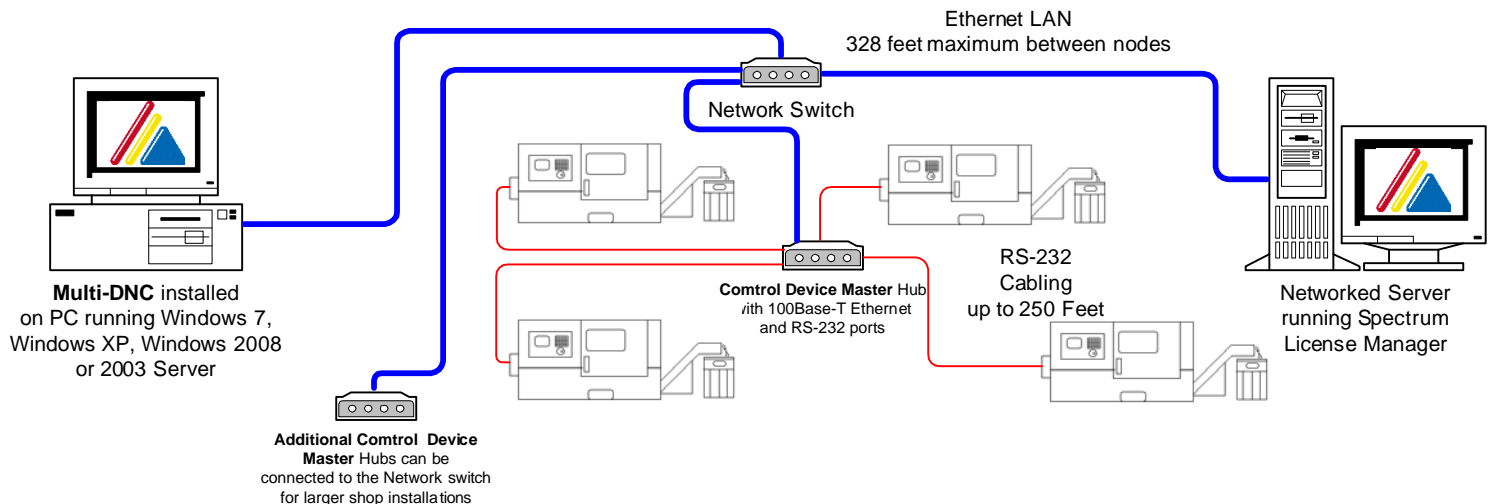 Ethernet LAN
328 feet maximum between nodes
Network Switch
Multi-DNC installed
on PC running Windows 7,
Windows XP, Windows 2008
or 2003 Server
Comtrol Device Master Hub
with 100Base-T Ethernet
and RS-232 ports
RS-232
Cabling
up to 250 Feet
Networked Server
running Spectrum
License Manager
Additional Comtrol Device
Master Hubs can be
connected to the Network switch
for larger shop installations